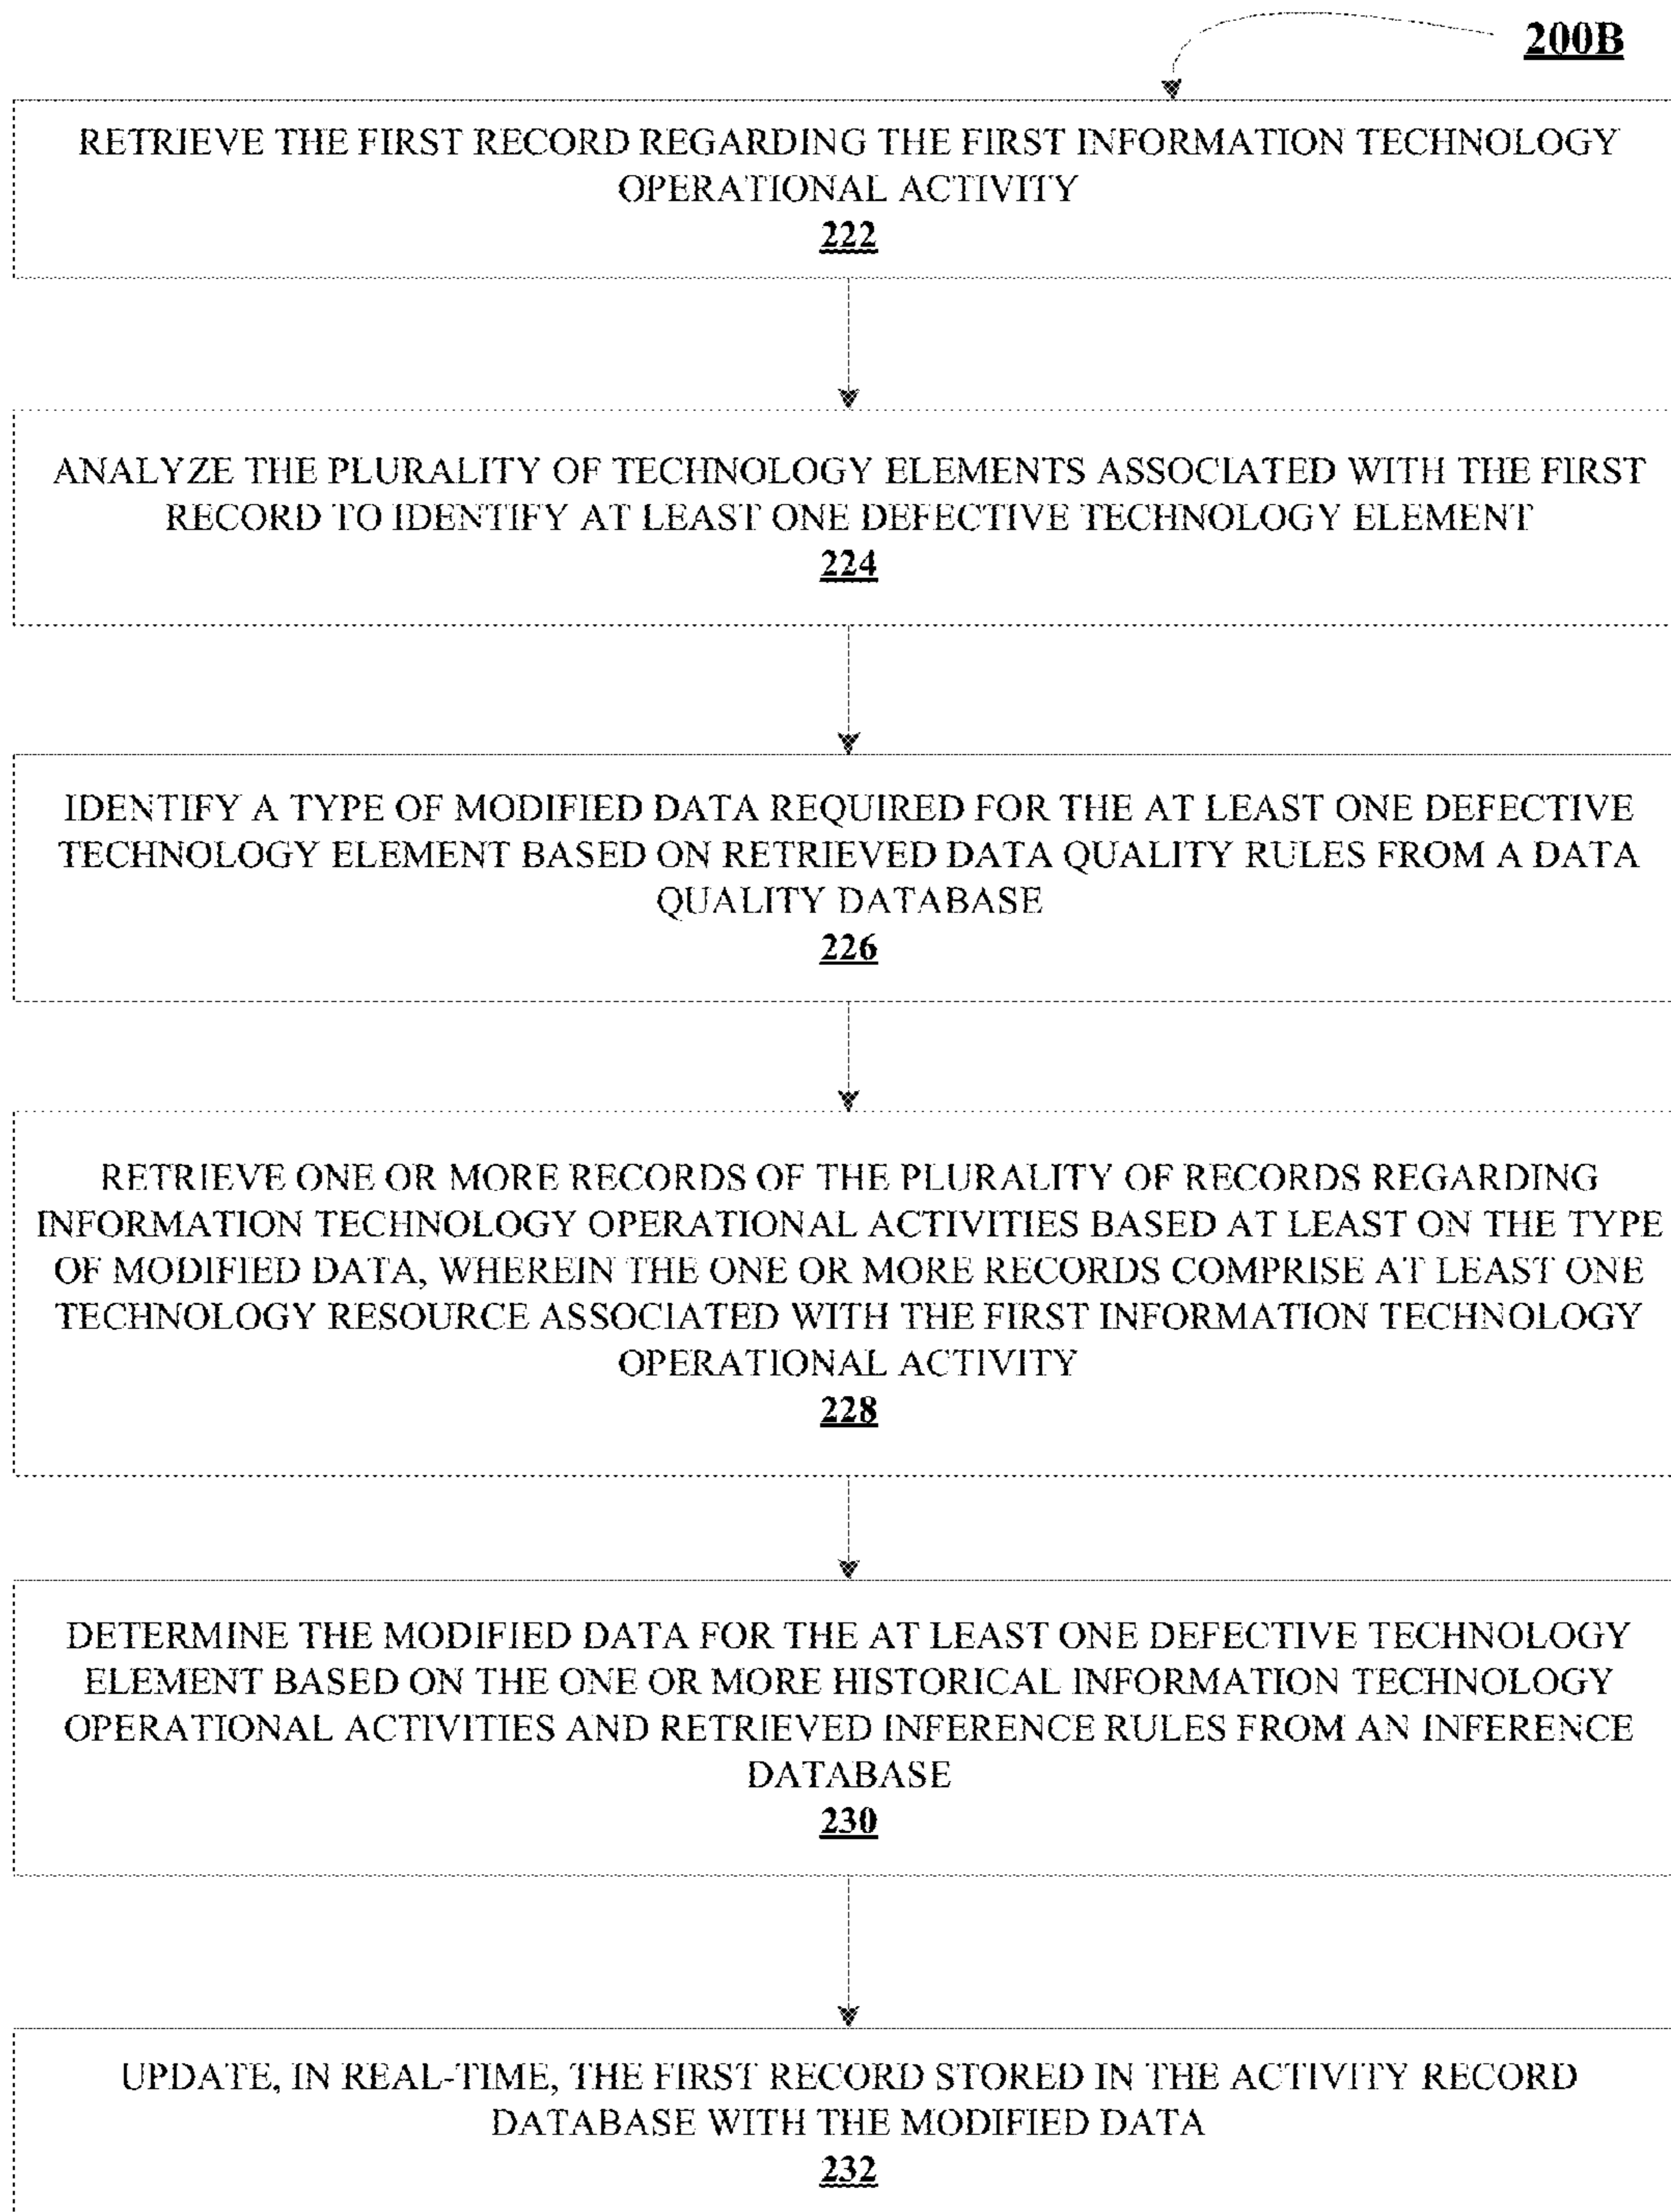 200B
RETRIEVE THE FIRST RECORD REGARDING THE FIRST INFORMATION TECHNOLOGY
OPERATIONAL ACTIVITY
222
ANALYZE THE PLURALITY OF TECHNOLOGY ELEMENTS ASSOCIATED WITH THE FIRST
RECORD TO IDENTIFY AT LEAST ONE DEFECTIVE TECHNOLOGY ELEMENT
224
IDENTIFY A TYPE OF MODIFIED DATA REQUIRED FOR THE AT LEAST ONE DEFECTIVE
TECHNOLOGY ELEMENT BASED ON RETRIEVED DATA QUALITY RULES FROM A DATA
QUALITY DATABASE
226
RETRIEVE ONE OR MORE RECORDS OF THE PLURALITY OF RECORDS REGARDING
INFORMATION TECHNOLOGY OPERATIONAL ACTIVITIES BASED AT LEAST ON THE TYPE
OF MODIFIED DATA, WHEREIN THE ONE OR MORE RECORDS COMPRISE AT LEAST ONE
TECHNOLOGY RESOURCE ASSOCIATED WITH THE FIRST INFORMATION TECHNOLOGY
OPERATIONAL ACTIVITY
228
DETERMINE THE MODIFIED DATA FOR THE AT LEAST ONE DEFECTIVE TECHNOLOGY
ELEMENT BASED ON THE ONE OR MORE HISTORICAL INFORMATION TECHNOLOGY
OPERATIONAL ACTIVITIES AND RETRIEVED INFERENCE RULES FROM AN INFERENCE
DATABASE
230
UPDATE, IN REAL-TIME, THE FIRST RECORD STORED IN THE ACTIVITY RECORD
DATABASE WITH THE MODIFIED DATA
232